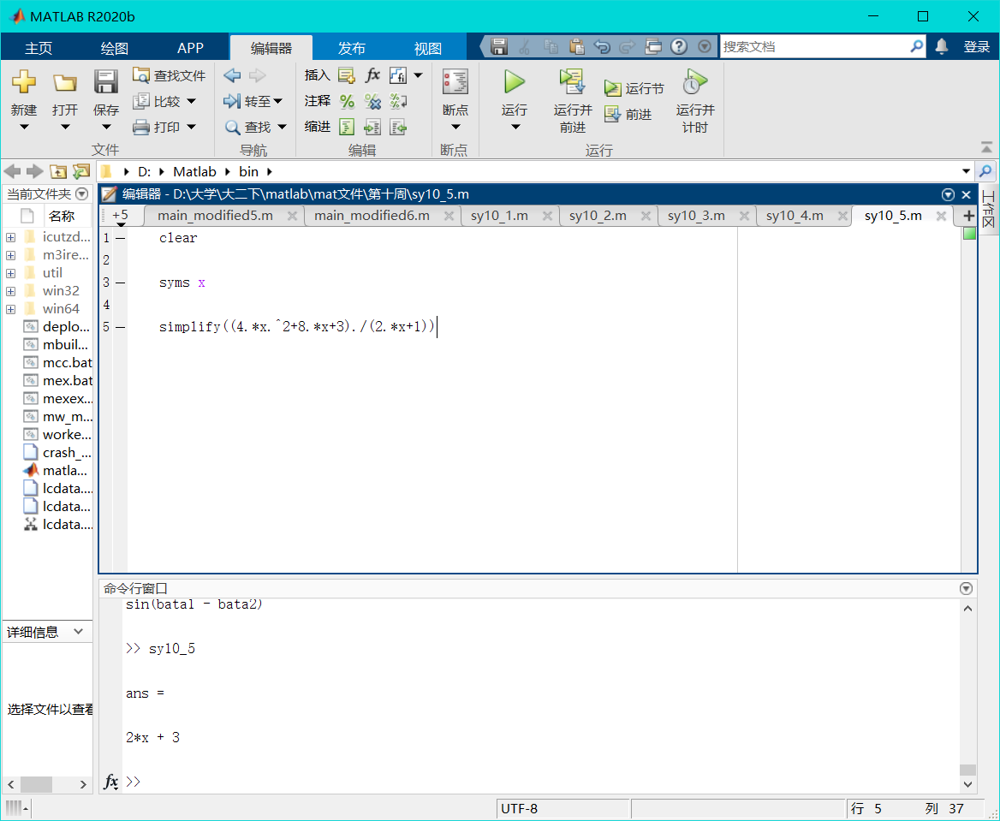 MATLAB R2020b
主页 绘图 APP 编辑器 发布 视图 搜索文档 登录
新建 打开 保存 查找文件 比较 打印
文件
转至 查找
导航
插入 fx
注释
缩进
编辑
断点
断点
运行 运行并前进 运行节 前进 运行并计时
运行
D: Matlab bin
当前文件夹
名称
icutzd...
m3ire...
util
win32
win64
deplo...
mbuil...
mcc.bat
mex.bat
mexex...
mw_m...
worke...
crash_...
matla...
lcdata....
lcdata...
lcdata....
详细信息
选择文件以查看
编辑器 - D:\大学\大二下\matlab\mat文件\第十周\sy10_5.m
+5 main_modified5.m main_modified6.m sy10_1.m sy10_2.m sy10_3.m sy10_4.m sy10_5.m
1 clear
2
3 syms x
4
5 simplify((4.*x.^2+8.*x+3)./(2.*x+1))
工作区
命令行窗口
sin(bata1 - bata2)
>> sy10_5
ans =
2*x + 3
fx >>
UTF-8 行 5 列 37